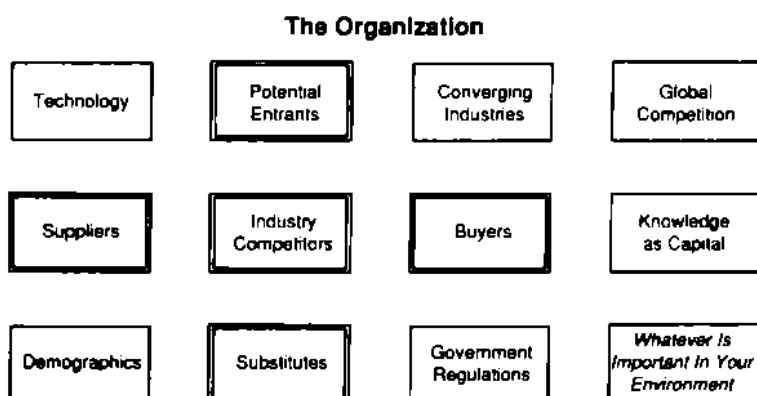 The Organization
Technology
Potential
Entrants
Converging
Industries
Global
Competition
Suppliers
Industry
Competitors
Buyers
Knowledge
as Capital
Demographics
Substitutes
Government
Regulations
Whatever Is
Important In Your
Environment